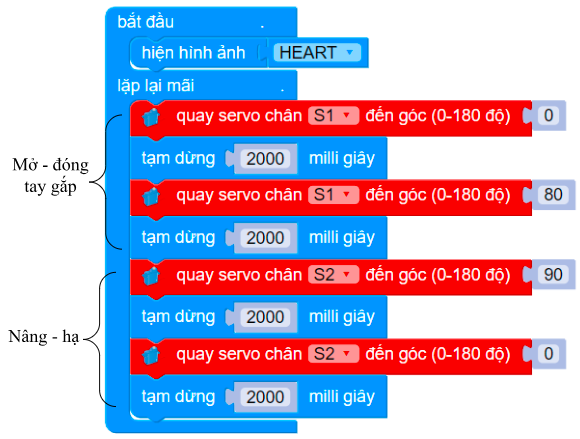 bắt đầu .
hiện hình ảnh HEART
lặp lại mãi .
quay servo chân S1 đến góc (0-180 độ) 0
tạm dừng 2000 milli giây
quay servo chân S1 đến góc (0-180 độ) 80
tạm dừng 2000 milli giây
Mở - đóng
tay gắp
quay servo chân S2 đến góc (0-180 độ) 90
tạm dừng 2000 milli giây
quay servo chân S2 đến góc (0-180 độ) 0
tạm dừng 2000 milli giây
Nâng - hạ